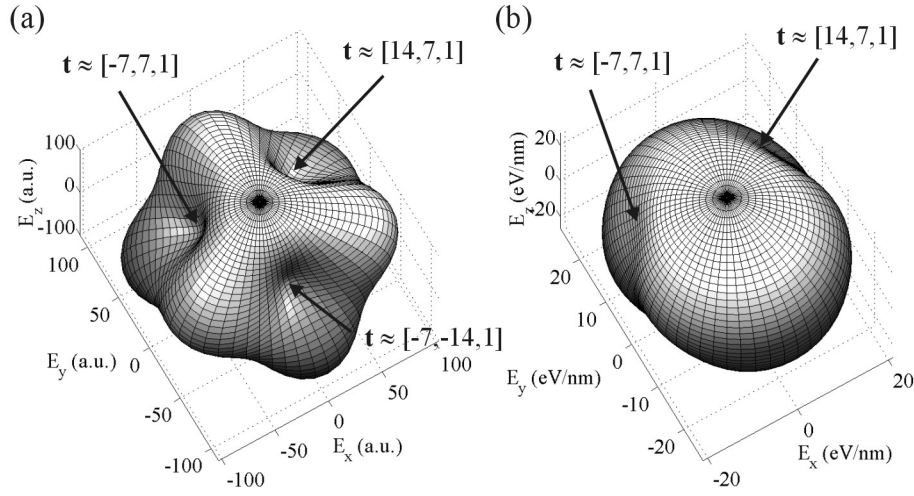 (a)
t ≈ [-7,7,1]
t ≈ [14,7,1]
t ≈ [-7,-14,1]
100
0
-100
E_z (a.u.)
100
50
0
-50
-100
E_y (a.u.)
-100
-50
0
50
100
E_x (a.u.)
(b)
t ≈ [-7,7,1]
t ≈ [14,7,1]
20
0
-20
E_z (eV/nm)
20
10
0
-10
-20
E_y (eV/nm)
-20
0
20
E_x (eV/nm)